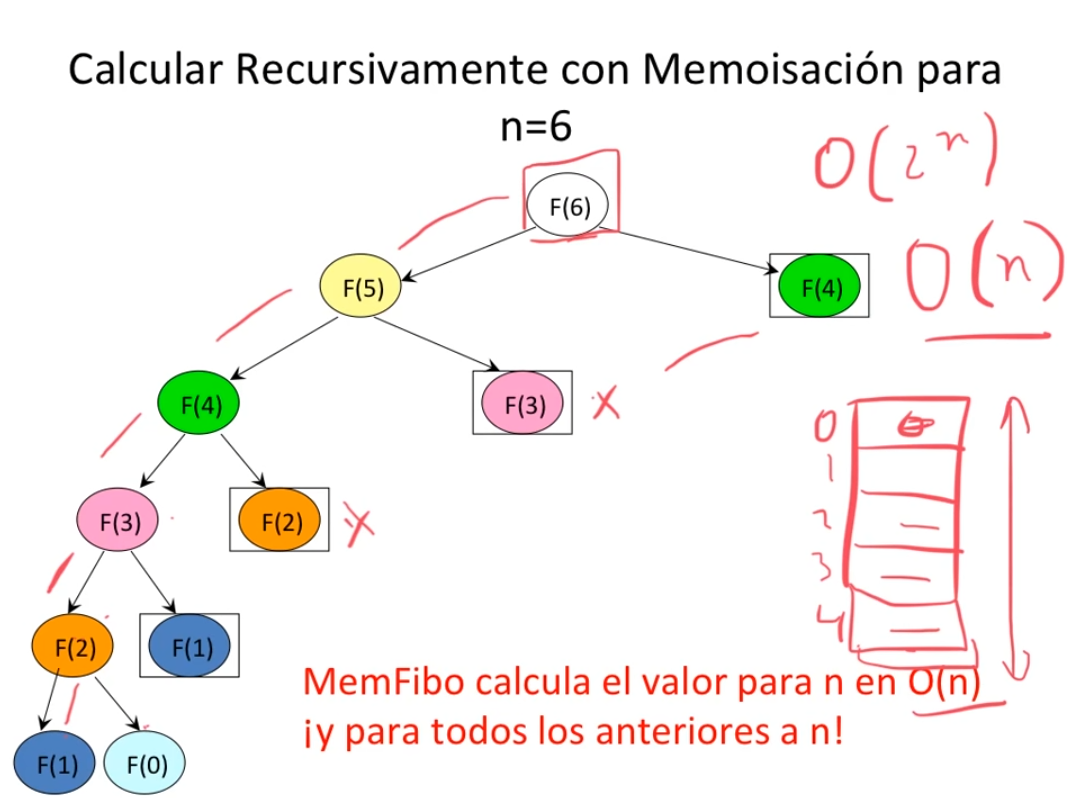 Calcular Recursivamente con Memoisación para
n=6
O(2ⁿ)
F(6)
O(n)
F(5)
F(4)
F(4)
F(3)
x
0
1
F(3)
F(2)
x
2
3
F(2)
F(1)
4
MemFibo calcula el valor para n en O(n)
¡y para todos los anteriores a n!
F(1)
F(0)